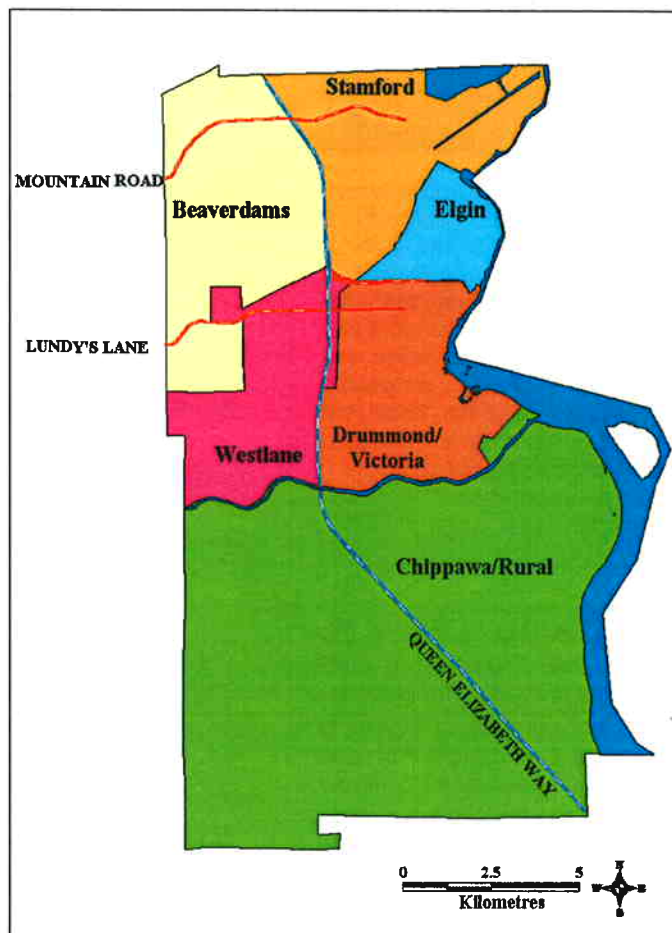 Stamford
MOUNTAIN ROAD
Beaverdams
Elgin
LUNDY'S LANE
Drummond/
Victoria
Westlane
Chippawa/Rural
QUEEN ELIZABETH WAY
0 2.5 5
Kilometres
N
W E
S